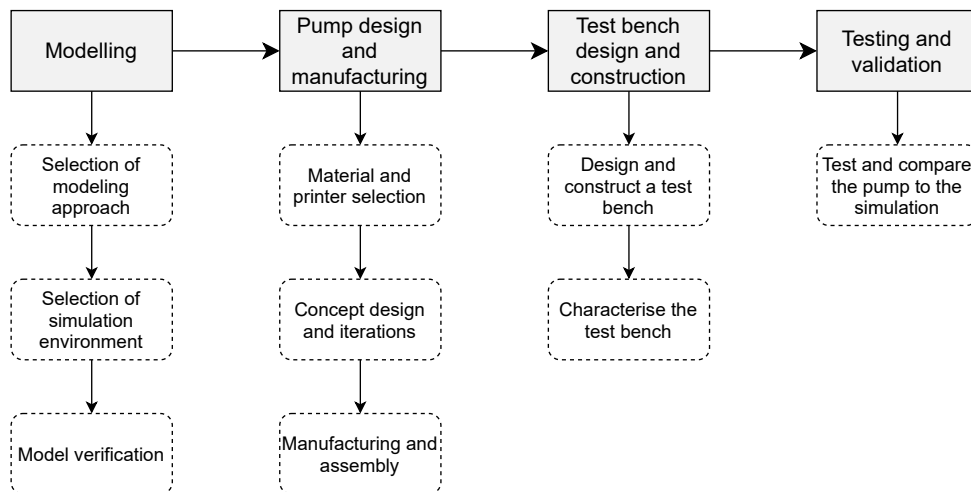 Modelling
Pump design
and
manufacturing
Test bench
design and
construction
Testing and
validation
Selection of
modeling
approach
Material and
printer selection
Design and
construct a test
bench
Test and compare
the pump to the
simulation
Selection of
simulation
environment
Concept design
and iterations
Characterise the
test bench
Model verification
Manufacturing and
assembly